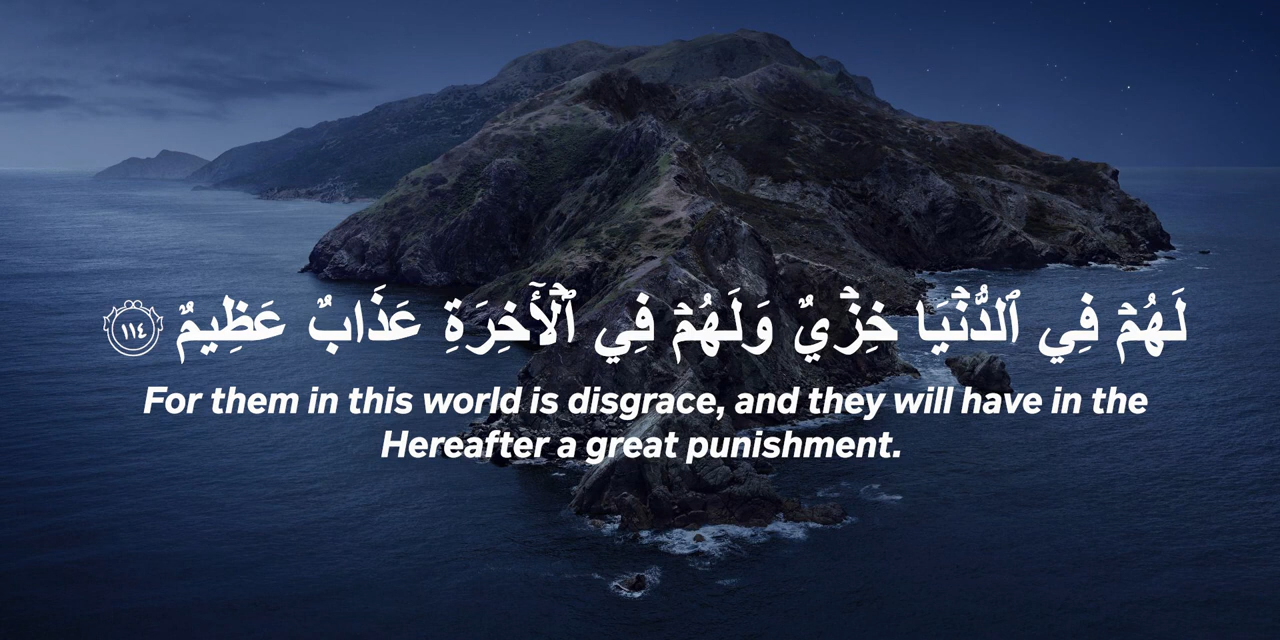 لَهُمۡ فِي ٱلدُّنۡيَا خِزۡيٌ وَلَهُمۡ فِي ٱلۡأٓخِرَةِ عَذَابٌ عَظِيمٌ ١١٤
For them in this world is disgrace, and they will have in the
Hereafter a great punishment.